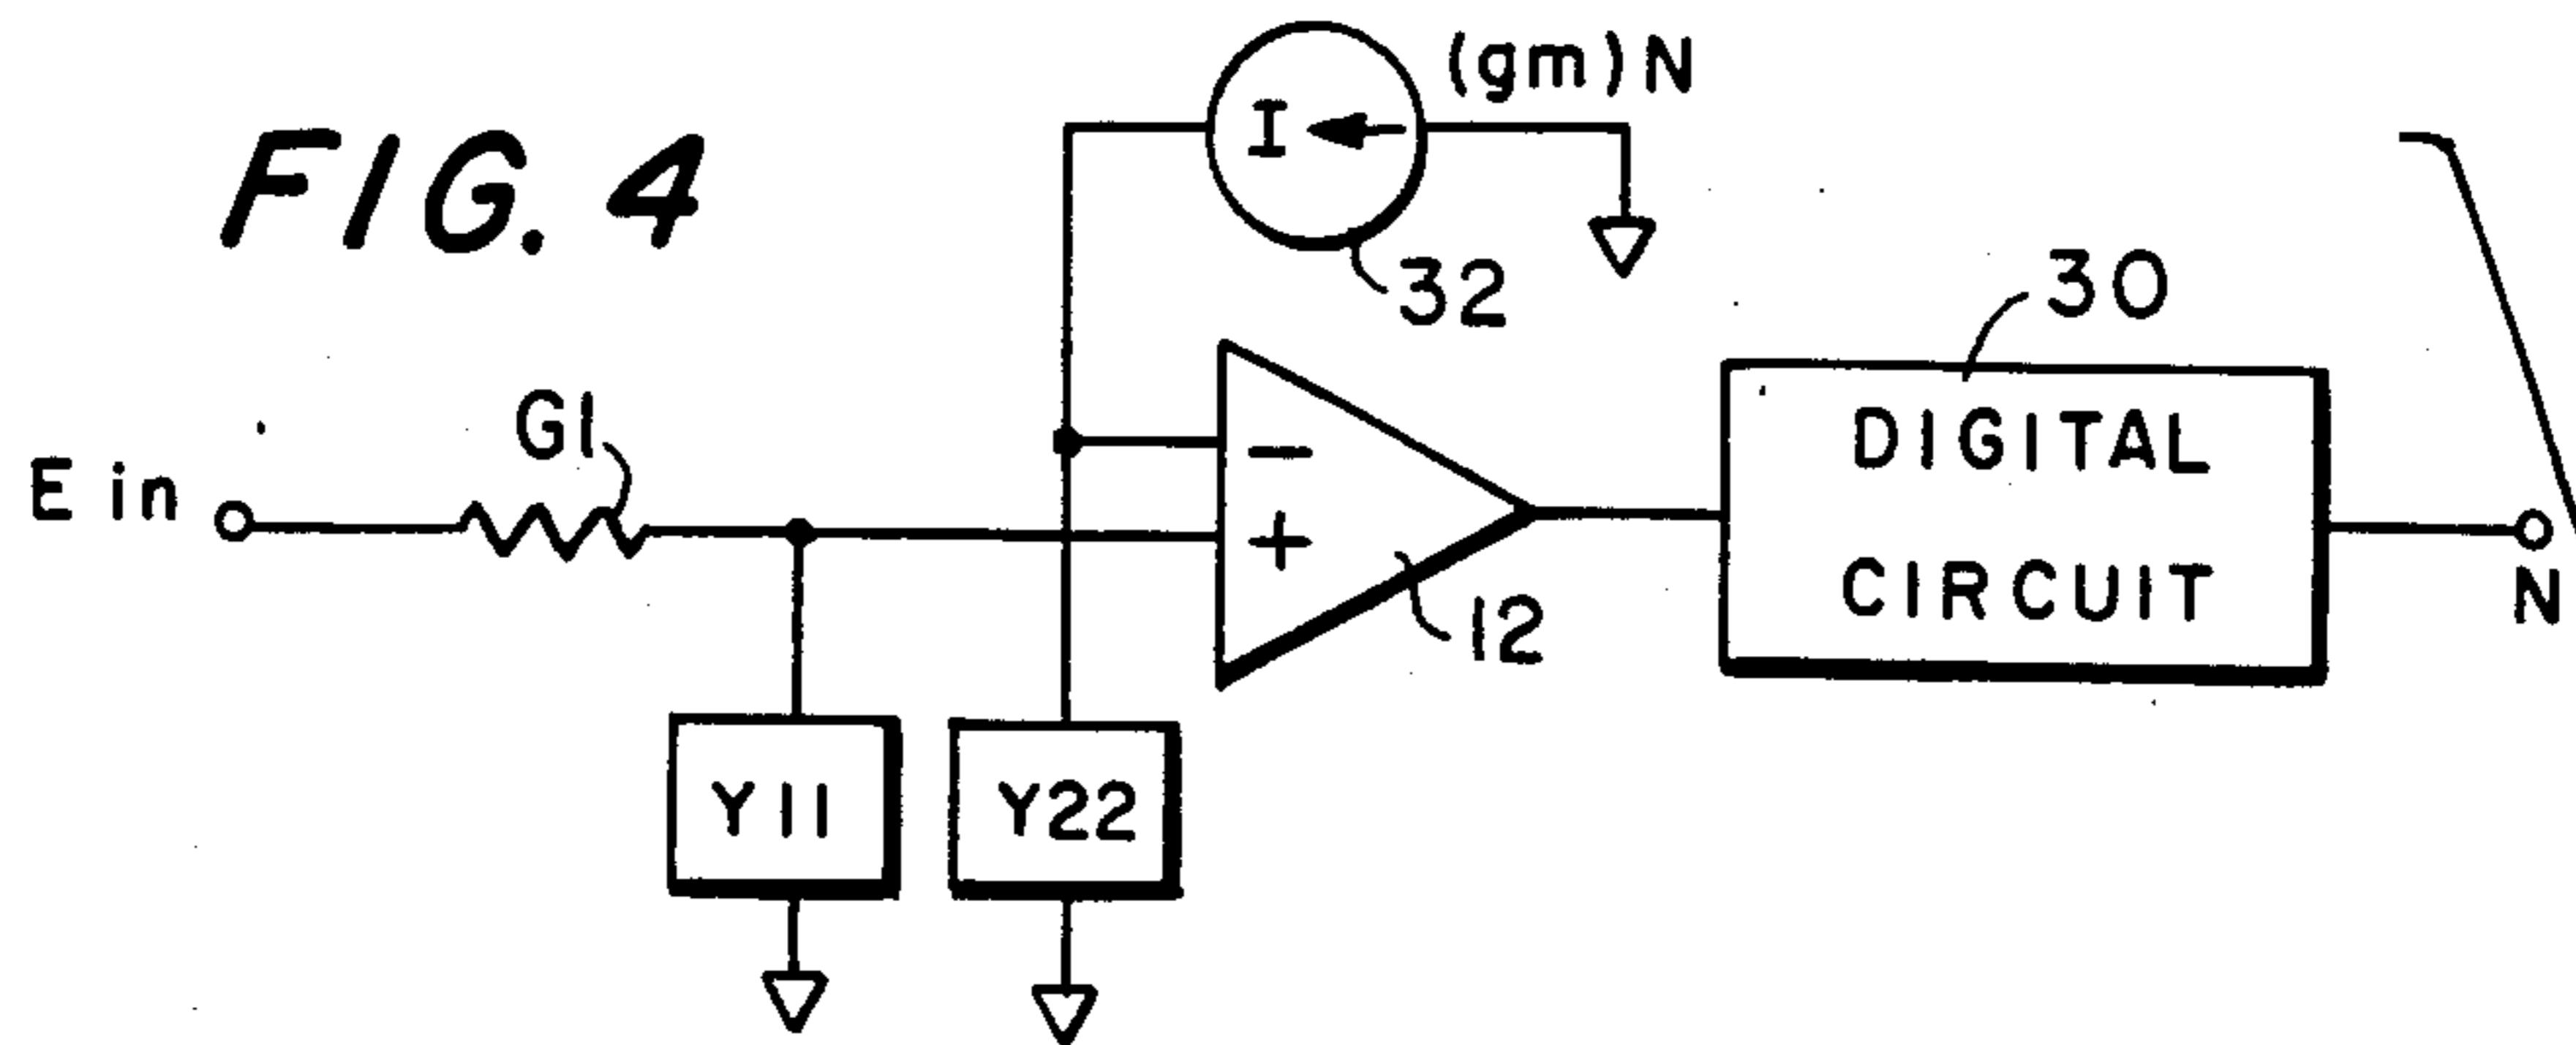 FIG. 4
(gm)N
I
32
30
G1
E in
−
+
12
DIGITAL
CIRCUIT
N
Y11
Y22